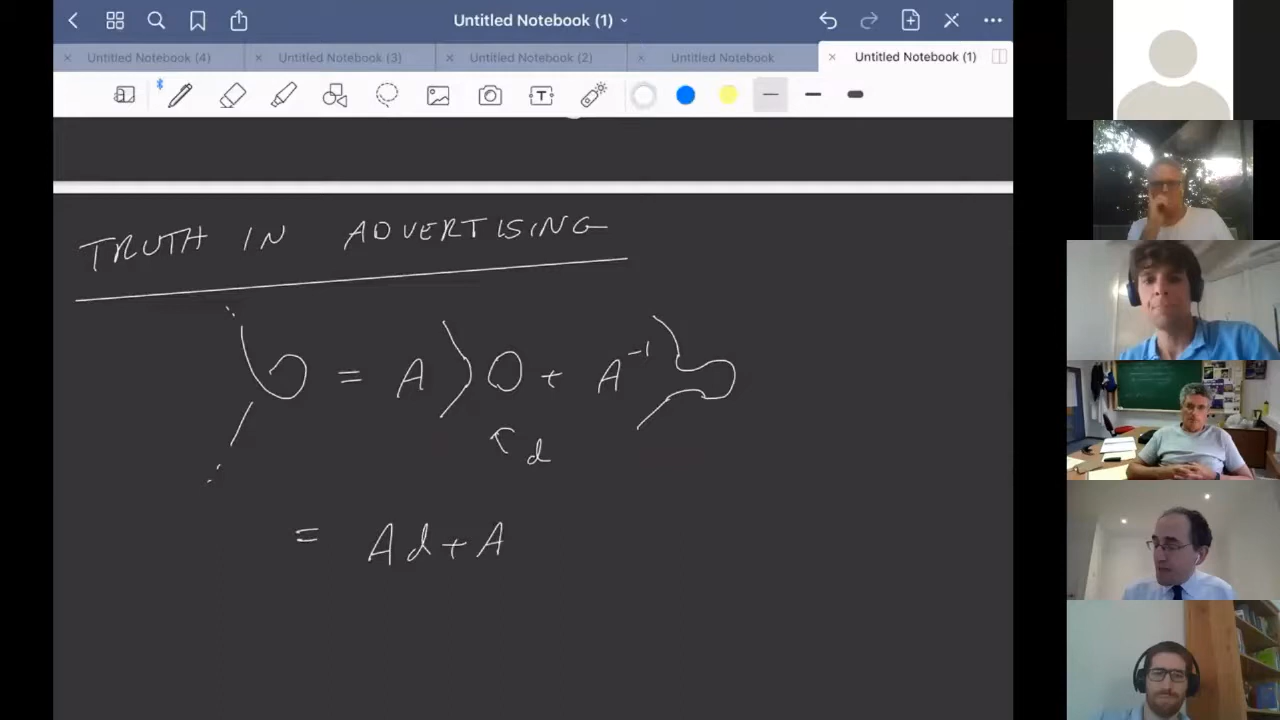 Untitled Notebook (1)
Untitled Notebook (4)
Untitled Notebook (3)
Untitled Notebook (2)
Untitled Notebook
Untitled Notebook (1)
T
TRUTH IN ADVERTISING
= A + A⁻¹
d
= Ad + A